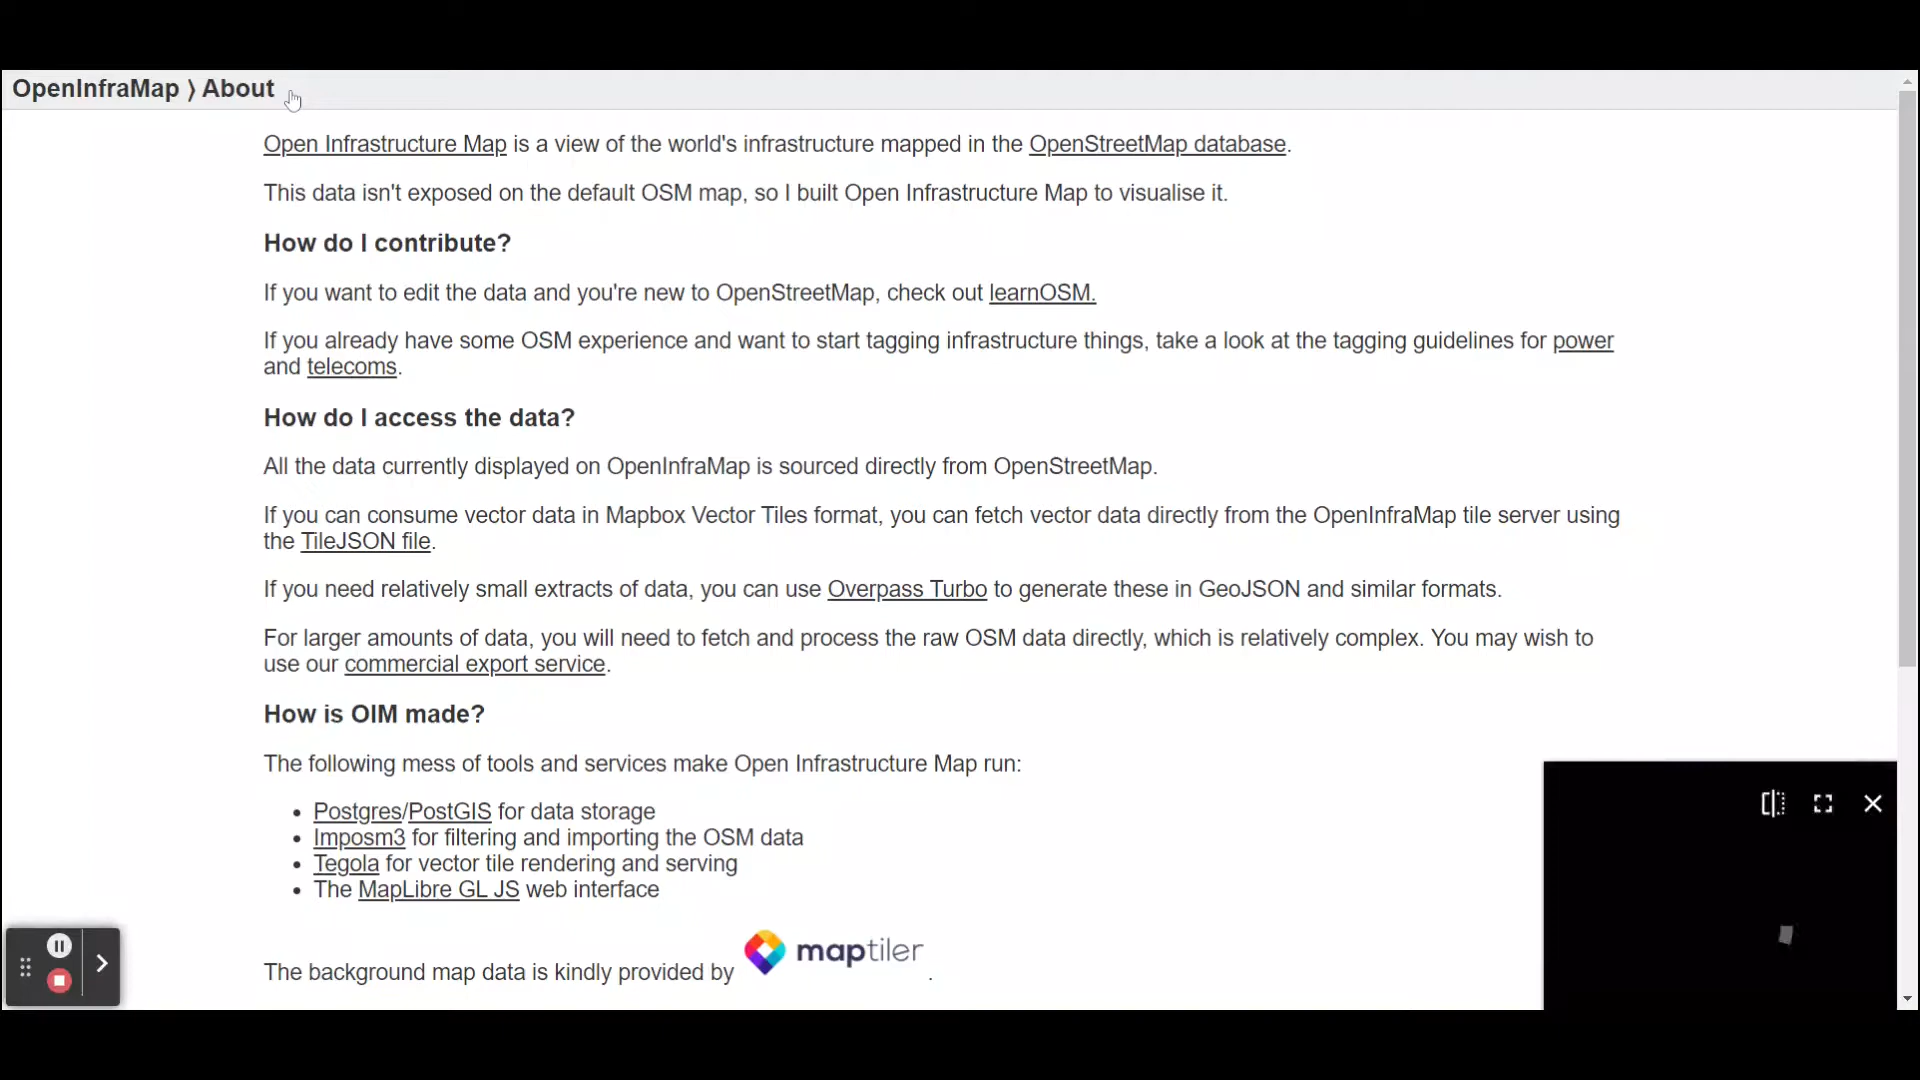 OpenInfraMap ⟩ About
Open Infrastructure Map is a view of the world's infrastructure mapped in the OpenStreetMap database.
This data isn't exposed on the default OSM map, so I built Open Infrastructure Map to visualise it.
How do I contribute?
If you want to edit the data and you're new to OpenStreetMap, check out learnOSM.
If you already have some OSM experience and want to start tagging infrastructure things, take a look at the tagging guidelines for power
and telecoms.
How do I access the data?
All the data currently displayed on OpenInfraMap is sourced directly from OpenStreetMap.
If you can consume vector data in Mapbox Vector Tiles format, you can fetch vector data directly from the OpenInfraMap tile server using
the TileJSON file.
If you need relatively small extracts of data, you can use Overpass Turbo to generate these in GeoJSON and similar formats.
For larger amounts of data, you will need to fetch and process the raw OSM data directly, which is relatively complex. You may wish to
use our commercial export service.
How is OIM made?
The following mess of tools and services make Open Infrastructure Map run:
• Postgres/PostGIS for data storage
• Imposm3 for filtering and importing the OSM data
• Tegola for vector tile rendering and serving
• The MapLibre GL JS web interface
The background map data is kindly provided by maptiler.